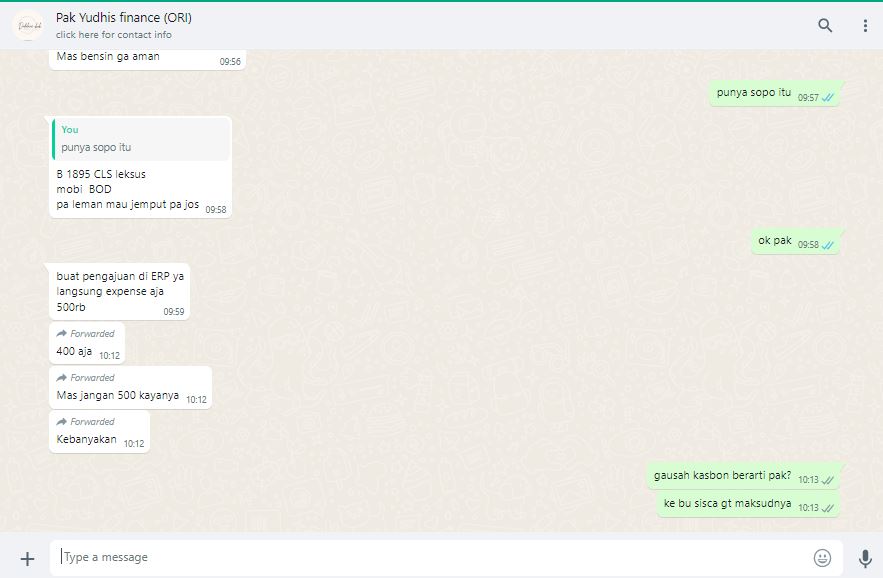 Pak Yudhis finance (ORI)
click here for contact info
Mas bensin ga aman
09:56
punya sopo itu 09:57
You
punya sopo itu
B 1895 CLS leksus
mobi BOD
pa leman mau jemput pa jos 09:58
ok pak 09:58
buat pengajuan di ERP ya
langsung expense aja
500rb
09:59
Forwarded
400 aja 10:12
Forwarded
Mas jangan 500 kayanya 10:12
Forwarded
Kebanyakan 10:12
gausah kasbon berarti pak? 10:13
ke bu sisca gt maksudnya 10:13
Type a message